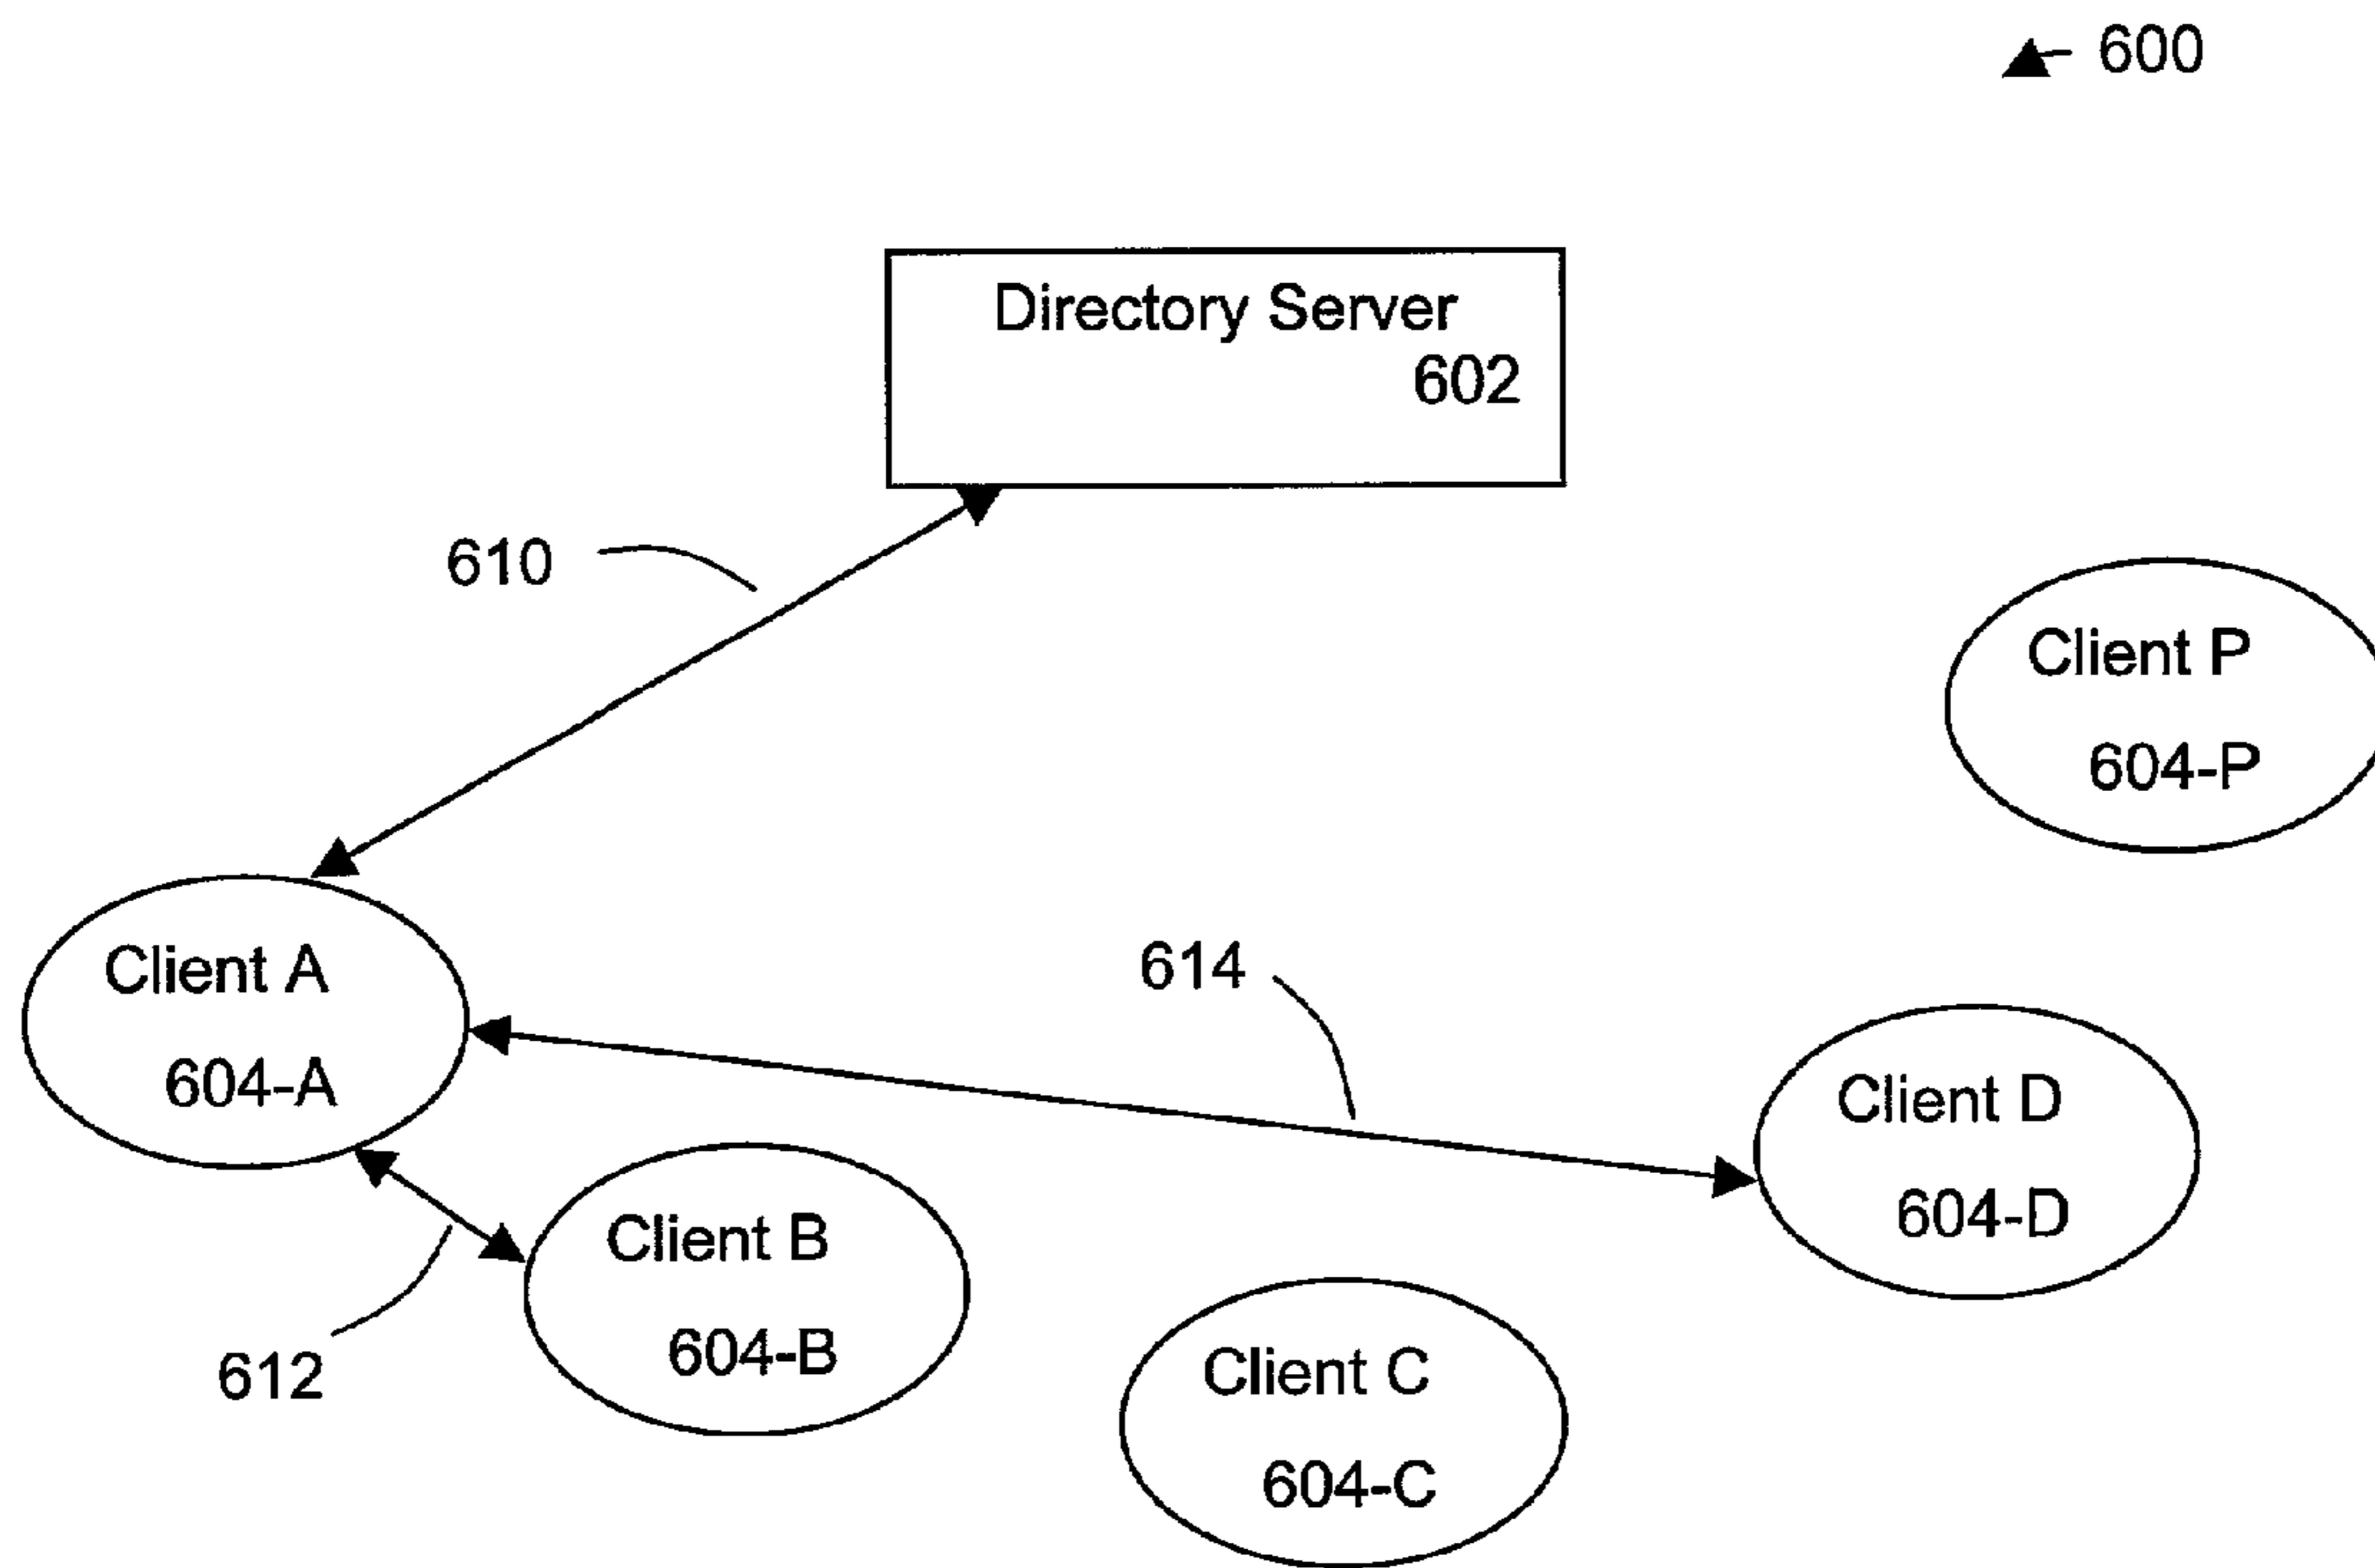 600
Directory Server
602
610
Client P
604-P
Client A
604-A
614
Client D
604-D
Client B
604-B
612
Client C
604-C